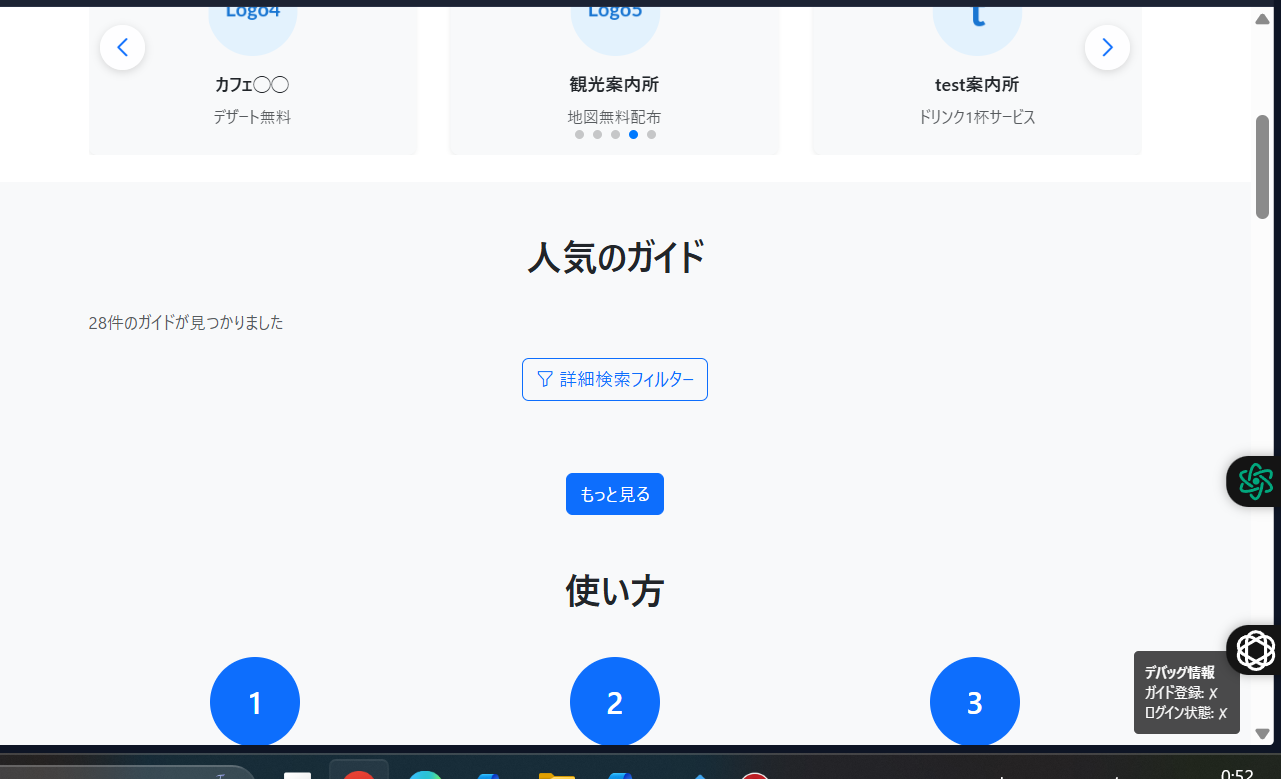 Logo4
Logo5
t
カフェ◯◯
観光案内所
test案内所
デザート無料
地図無料配布
ドリンク1杯サービス
人気のガイド
28件のガイドが見つかりました
詳細検索フィルター
もっと見る
使い方
1
2
3
デバッグ情報
ガイド登録: ✗
ログイン状態: ✗
0:52